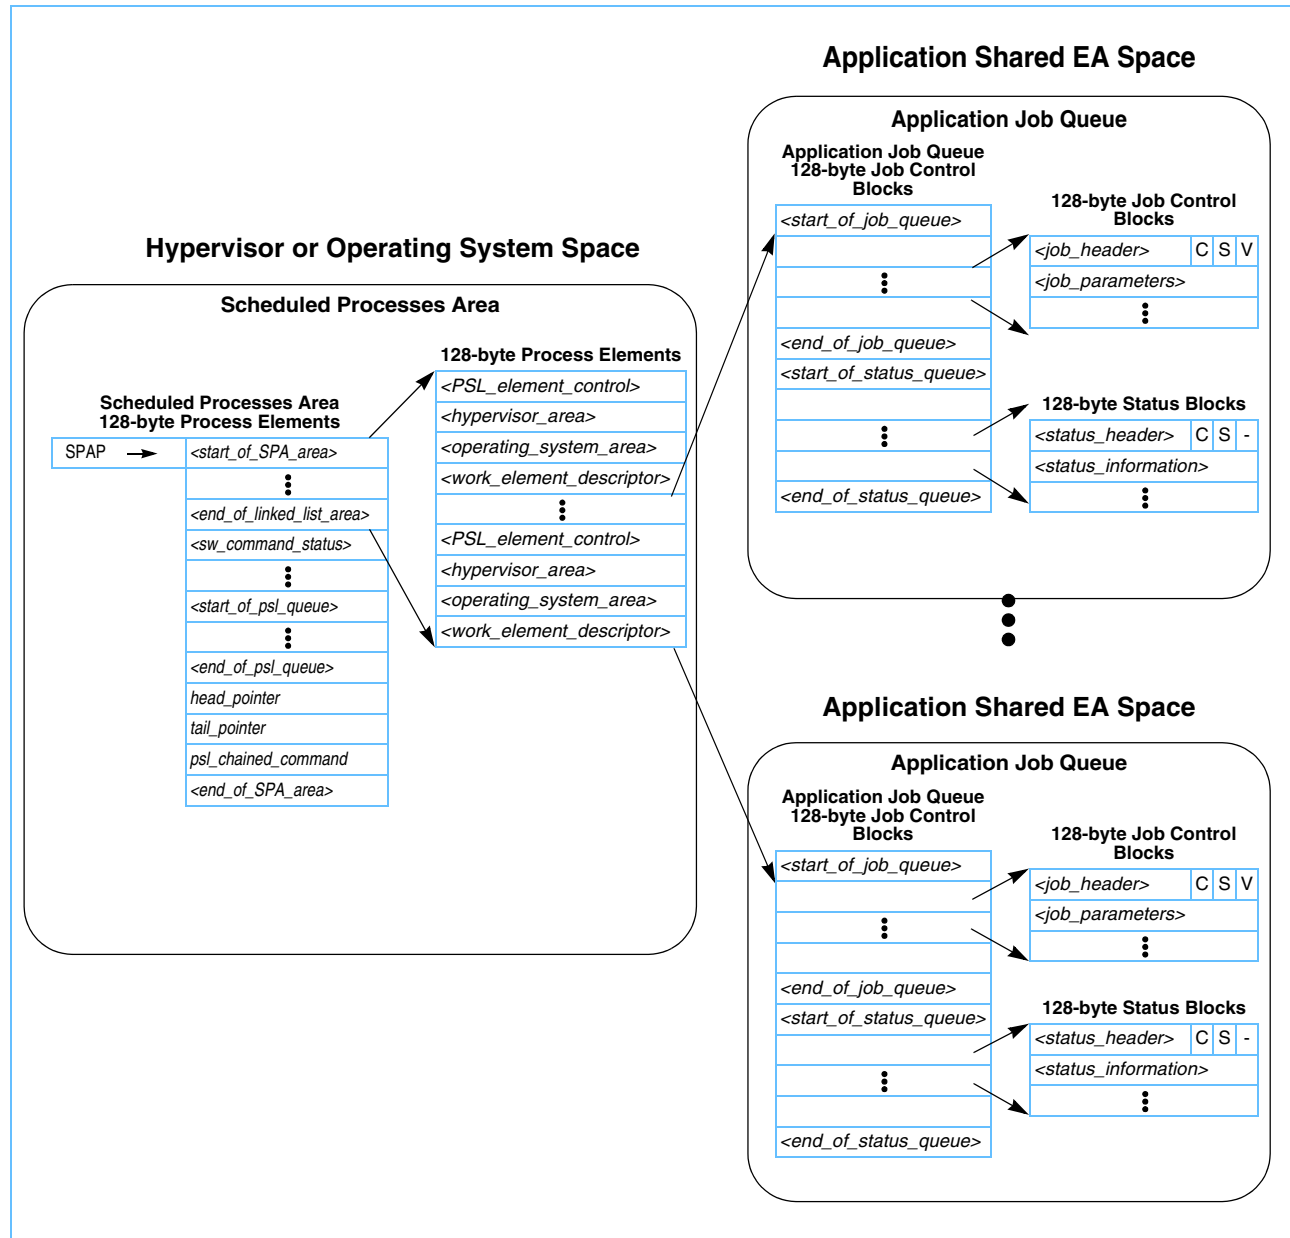 Application Shared EA Space
Application Job Queue
Application Job Queue
128-byte Job Control
Blocks
<start_of_job_queue>
<end_of_job_queue>
<start_of_status_queue>
<end_of_status_queue>
128-byte Job Control
Blocks
<job_header> C S V
<job_parameters>
128-byte Status Blocks
<status_header> C S -
<status_information>
Hypervisor or Operating System Space
Scheduled Processes Area
Scheduled Processes Area
128-byte Process Elements
SPAP
<start_of_SPA_area>
<end_of_linked_list_area>
<sw_command_status>
<start_of_psl_queue>
<end_of_psl_queue>
head_pointer
tail_pointer
psl_chained_command
<end_of_SPA_area>
128-byte Process Elements
<PSL_element_control>
<hypervisor_area>
<operating_system_area>
<work_element_descriptor>
<PSL_element_control>
<hypervisor_area>
<operating_system_area>
<work_element_descriptor>
Application Shared EA Space
Application Job Queue
Application Job Queue
128-byte Job Control
Blocks
<start_of_job_queue>
<end_of_job_queue>
<start_of_status_queue>
<end_of_status_queue>
128-byte Job Control
Blocks
<job_header> C S V
<job_parameters>
128-byte Status Blocks
<status_header> C S -
<status_information>